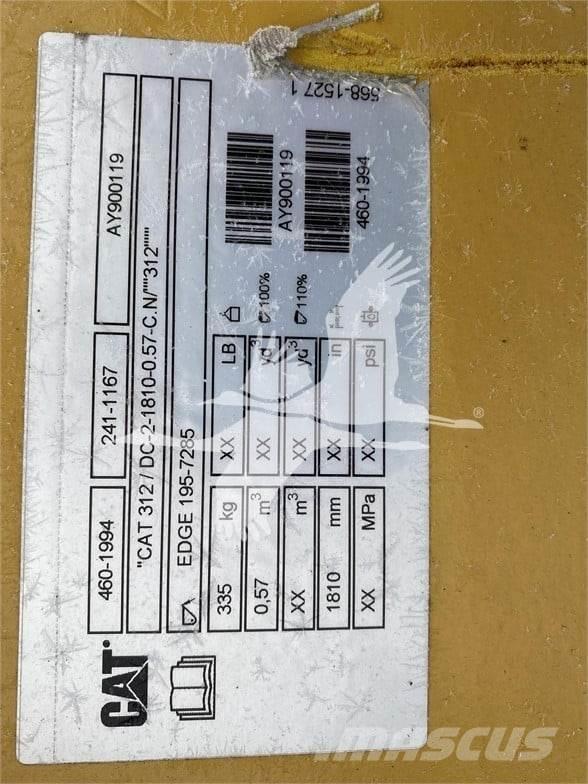 CAT
460-1994 241-1167 AY900119
"CAT 312 / DC-2-1810-0.57-C.N/""312"""
EDGE 195-7285
335 kg XX LB
0,57 m³ XX yd³ 100%
XX m³ XX yd³ 110%
1810 mm XX in
XX MPa XX psi
AY900119
460-1994
568-1527 1
®
MASCUS